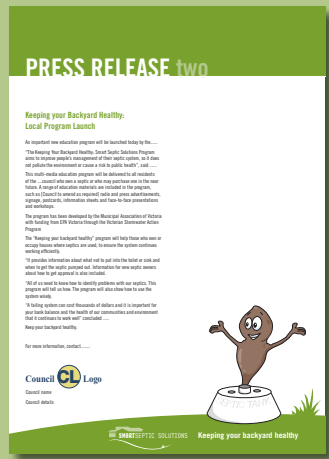 PRESS RELEASE two
Keeping your Backyard Healthy:
Local Program Launch
An important new education program will be launched today by the.....
"The Keeping Your Backyard Healthy, Smart Septic Solutions Program
aims to improve people's management of their septic system, so it does
not pollute the environment or cause a risk to public health", said .....
This multi-media education program will be delivered to all residents
of the ....council who own a septic or who may purchase one in the near
future. A range of education materials are included in the program,
such as (Council to amend as required) radio and press advertisements,
signage, postcards, information sheets and face-to-face presentations
and workshops.
The program has been developed by the Municipal Association of Victoria
with funding from EPA Victoria through the Victorian Stormwater Action
Program
The "Keeping your backyard healthy" program will help those who own or
occupy houses where septics are used, to ensure the system continues
working efficiently.
"It provides information about what not to put into the toilet or sink and
when to get the septic pumped out. Information for new septic owners
about how to get approval is also included.
"All of us need to know how to identify problems with our septics. This
program will tell us how. The program will also show how to use the
system wisely.
"A failing system can cost thousands of dollars and it is important for
your bank balance and the health of our communities and environment
that it continues to work well" concluded .....
Keep your backyard healthy.
For more information, contact........
Council CL Logo
Council name
Council details
SEPTIC TANK
SMARTSEPTIC SOLUTIONS Keeping your backyard healthy